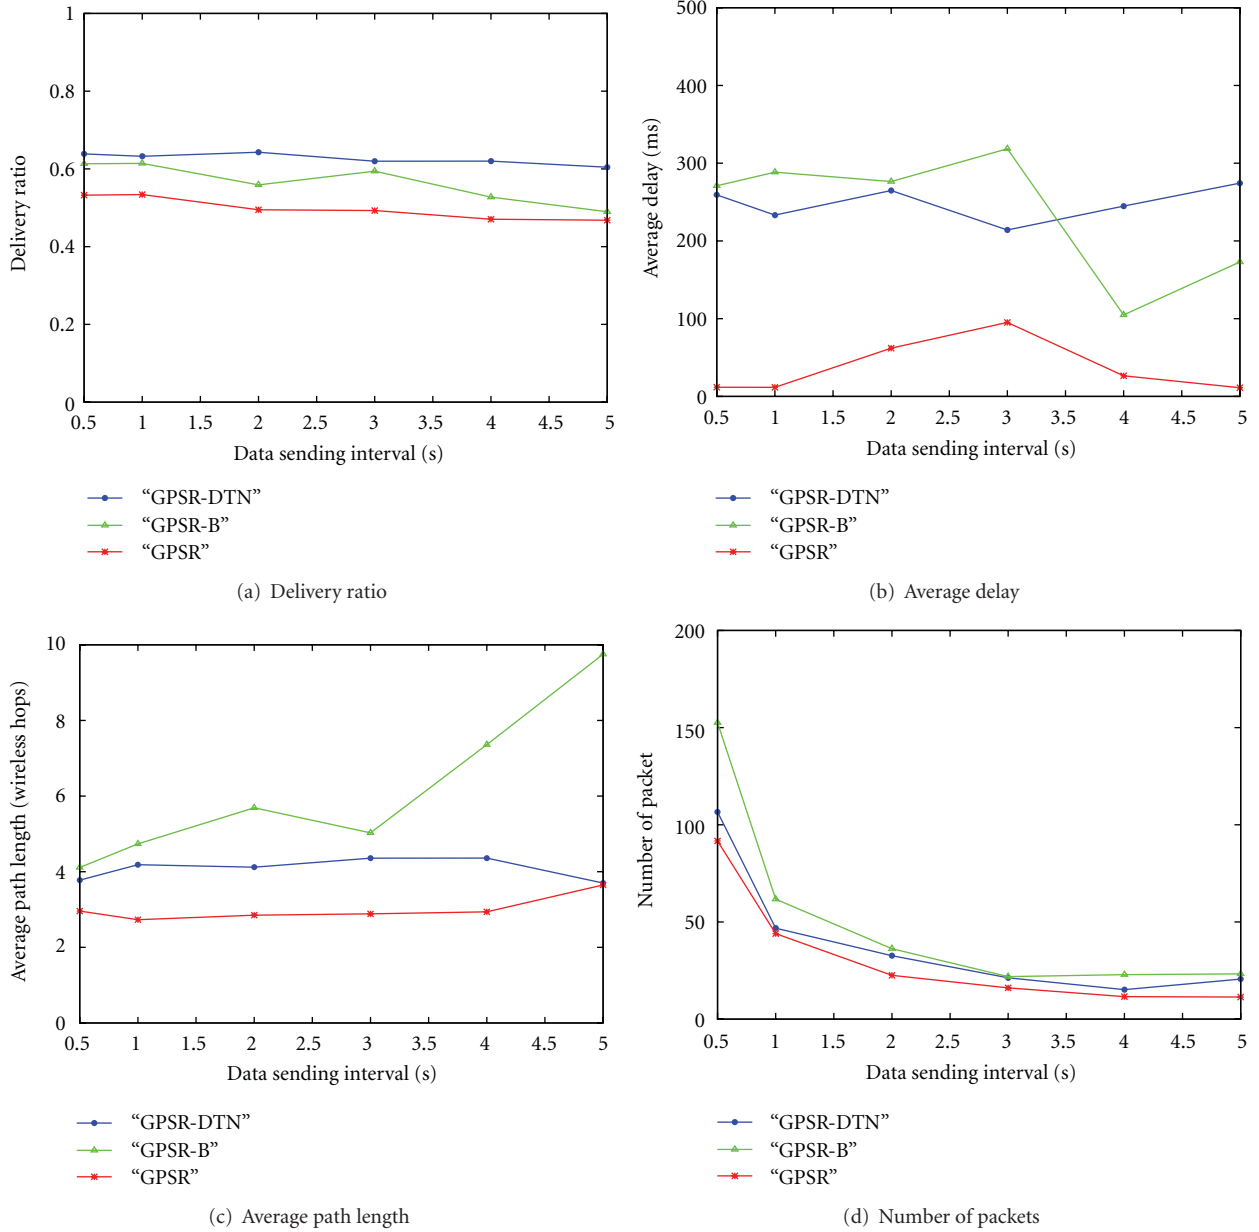 1
0.8
0.6
0.4
0.2
0
Delivery ratio
0.5 1 1.5 2 2.5 3 3.5 4 4.5 5
Data sending interval (s)
“GPSR-DTN”
“GPSR-B”
“GPSR”
(a) Delivery ratio
500
400
300
200
100
0
Average delay (ms)
0.5 1 1.5 2 2.5 3 3.5 4 4.5 5
Data sending interval (s)
“GPSR-DTN”
“GPSR-B”
“GPSR”
(b) Average delay
10
8
6
4
2
0
Average path length (wireless hops)
0.5 1 1.5 2 2.5 3 3.5 4 4.5 5
Data sending interval (s)
“GPSR-DTN”
“GPSR-B”
“GPSR”
(c) Average path length
200
150
100
50
0
Number of packet
0.5 1 1.5 2 2.5 3 3.5 4 4.5 5
Data sending interval (s)
“GPSR-DTN”
“GPSR-B”
“GPSR”
(d) Number of packets